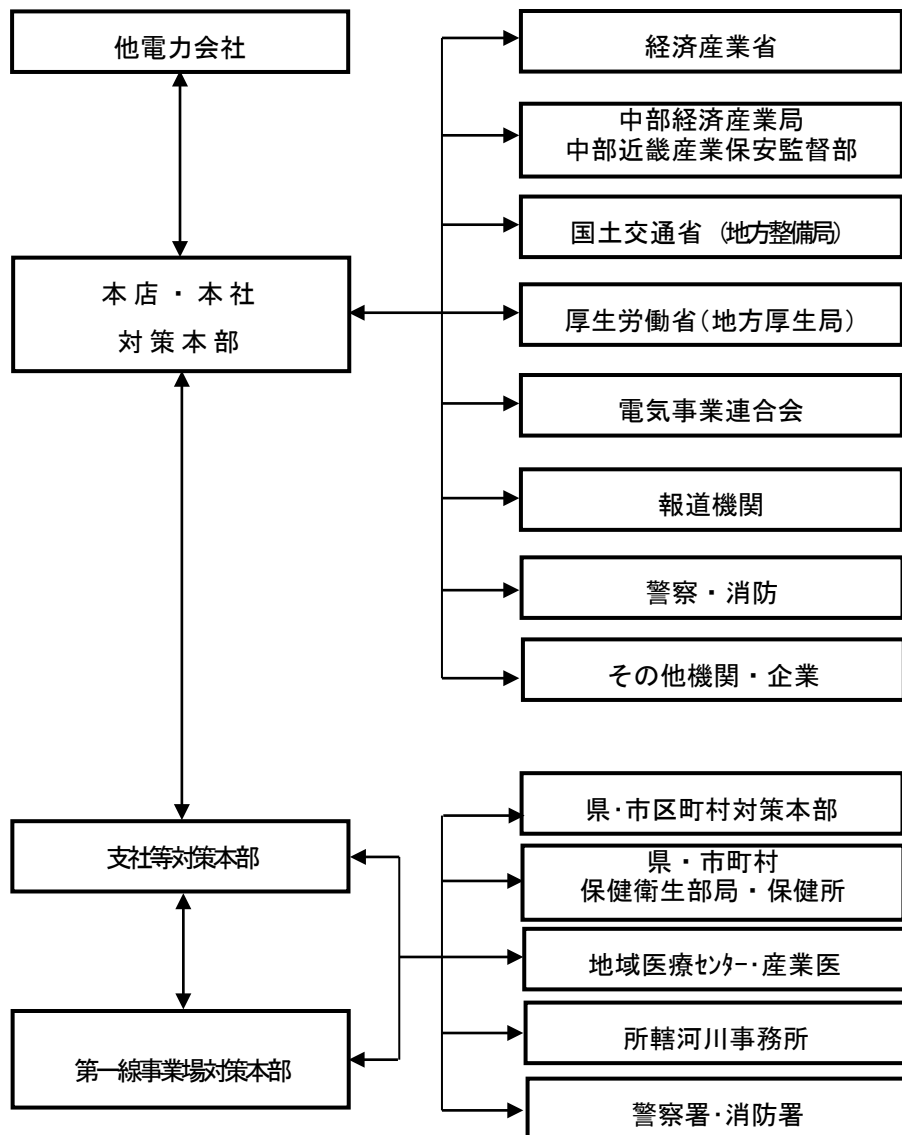 他電力会社
経済産業省
中部経済産業局
中部近畿産業保安監督部
国土交通省（地方整備局）
本店・本社
対策本部
厚生労働省（地方厚生局）
電気事業連合会
報道機関
警察・消防
その他機関・企業
県・市区町村対策本部
支社等対策本部
県・市町村
保健衛生部局・保健所
地域医療ｾﾝﾀｰ・産業医
所轄河川事務所
第一線事業場対策本部
警察署・消防署